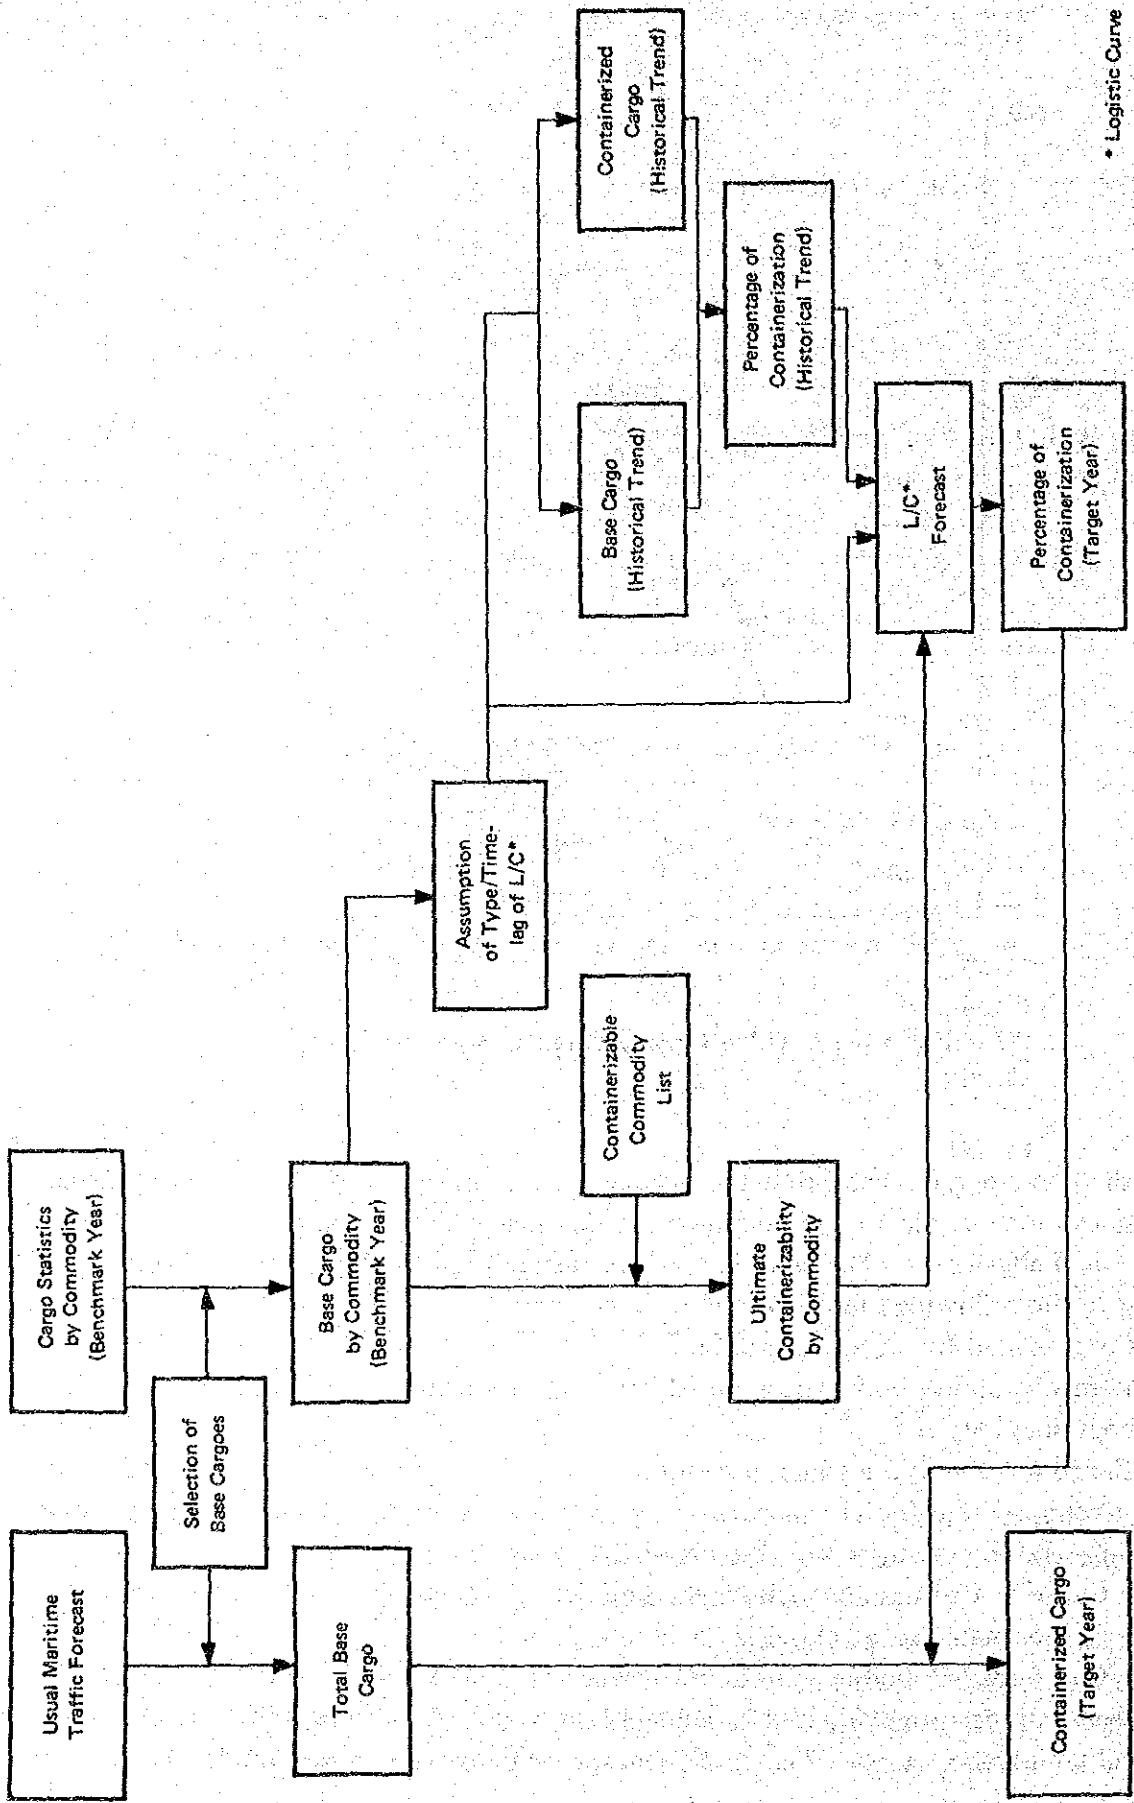 Usual Maritime
Traffic Forecast
Cargo Statistics
by Commodity
(Benchmark Year)
Selection of
Base Cargoes
Total Base
Cargo
Base Cargo
by Commodity
(Benchmark Year)
Assumption
of Type/Time-
lag of L/C*
Containerizable
Commodity
List
Base Cargo
(Historical Trend)
Containerized
Cargo
(Historical Trend)
Ultimate
Containerizablity
by Commodity
Percentage of
Containerization
(Historical Trend)
L/C*
Forecast
Containerized Cargo
(Target Year)
Percentage of
Containerization
(Target Year)
* Logistic Curve